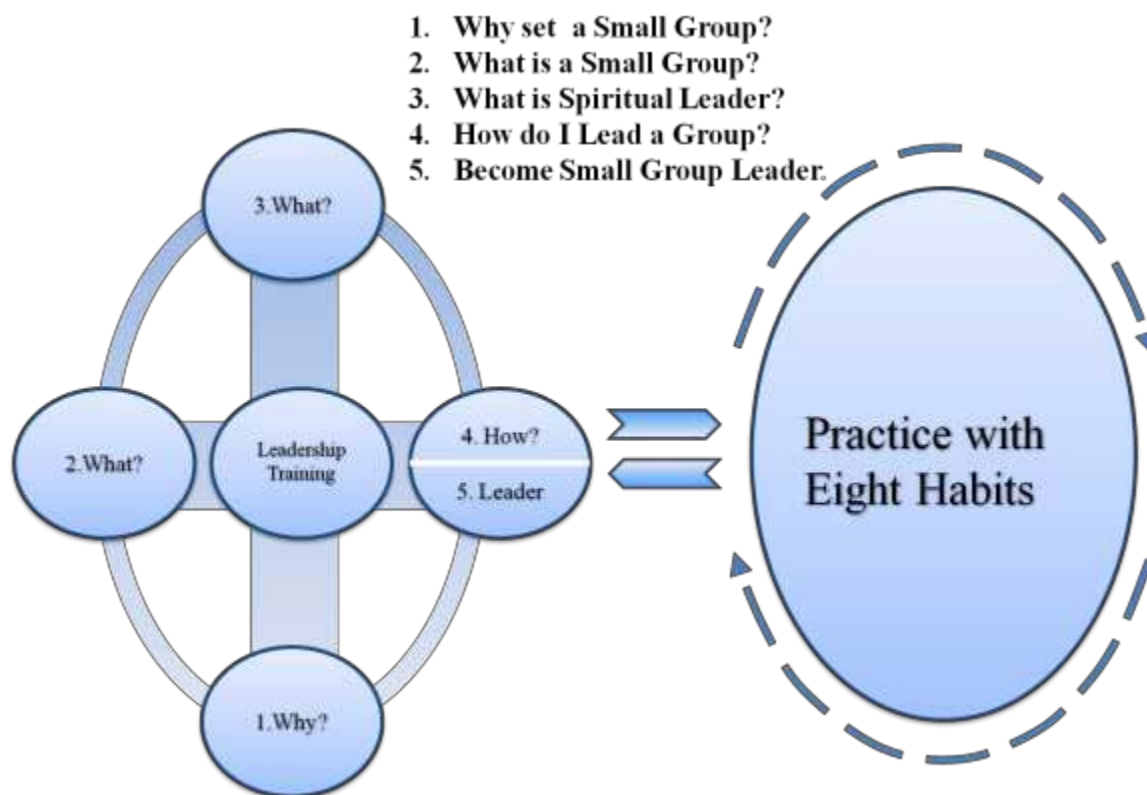 1. Why set a Small Group?
2. What is a Small Group?
3. What is Spiritual Leader?
4. How do I Lead a Group?
5. Become Small Group Leader.
3.What?
2.What?
Leadership
Training
4. How?
5. Leader
1.Why?
Practice with
Eight Habits